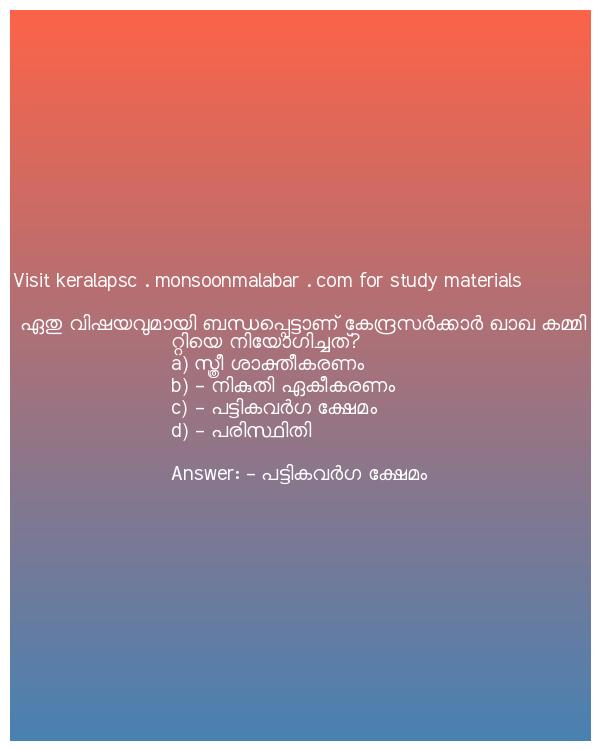 Visit keralapsc . monsoonmalabar . com for study materials
ഏതു വിഷയവുമായി ബന്ധപ്പെട്ടാണ് കേന്ദ്രസർക്കാർ ഖാഖ കമ്മി
റ്റിയെ നിയോഗിച്ചത്?
a) സ്ത്രീ ശാക്തീകരണം
b) – നികുതി ഏകീകരണം
c) – പട്ടികവർഗ ക്ഷേമം
d) – പരിസ്ഥിതി
Answer: – പട്ടികവർഗ ക്ഷേമം